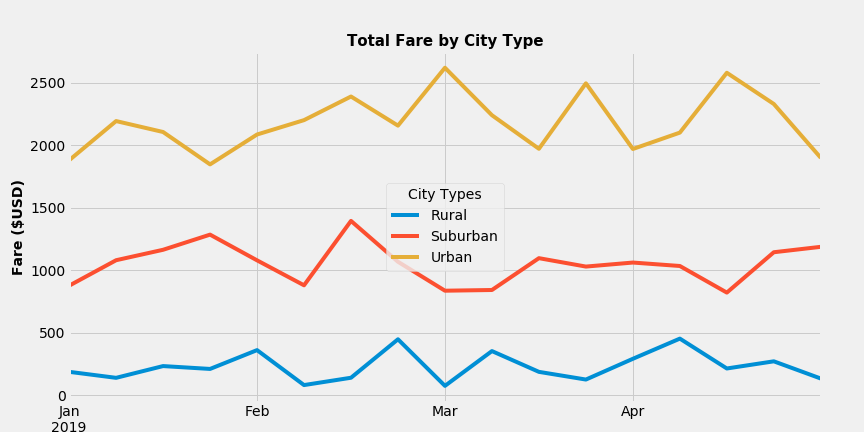 Total Fare by City Type
Fare ($USD)
2500
2000
1500
1000
500
0
City Types
Rural
Suburban
Urban
Jan
2019
Feb
Mar
Apr